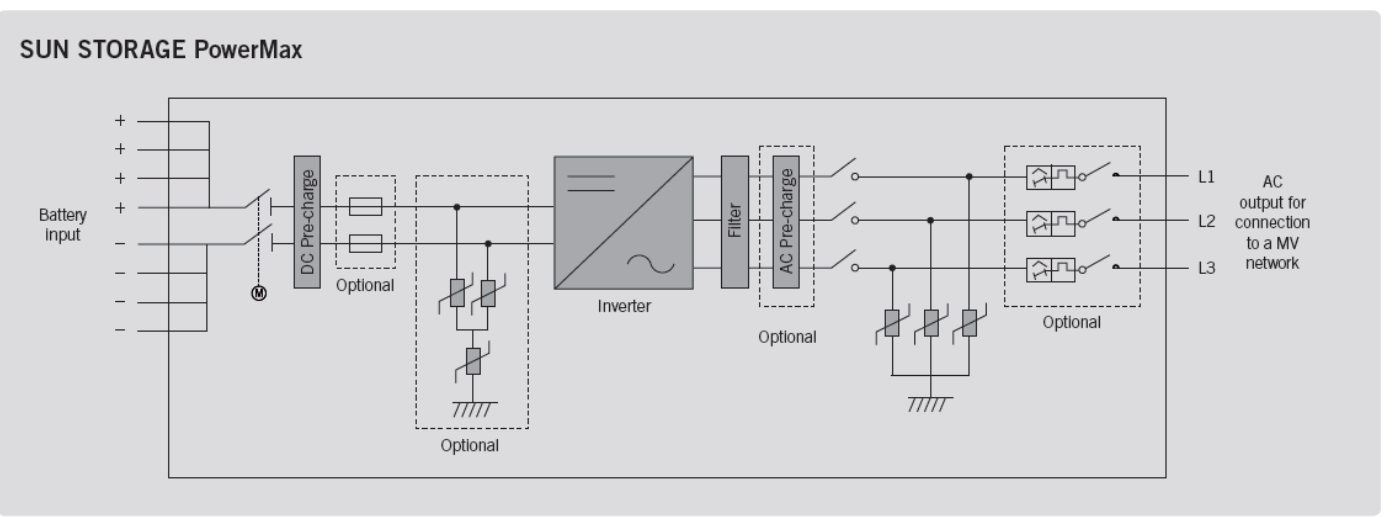 SUN STORAGE PowerMax
+
+
+
+
Battery
input
–
–
–
–
M
DC Pre-charge
Optional
Optional
Inverter
Filter
AC Pre-charge
Optional
Optional
L1
L2
L3
AC
output for
connection
to a MV
network